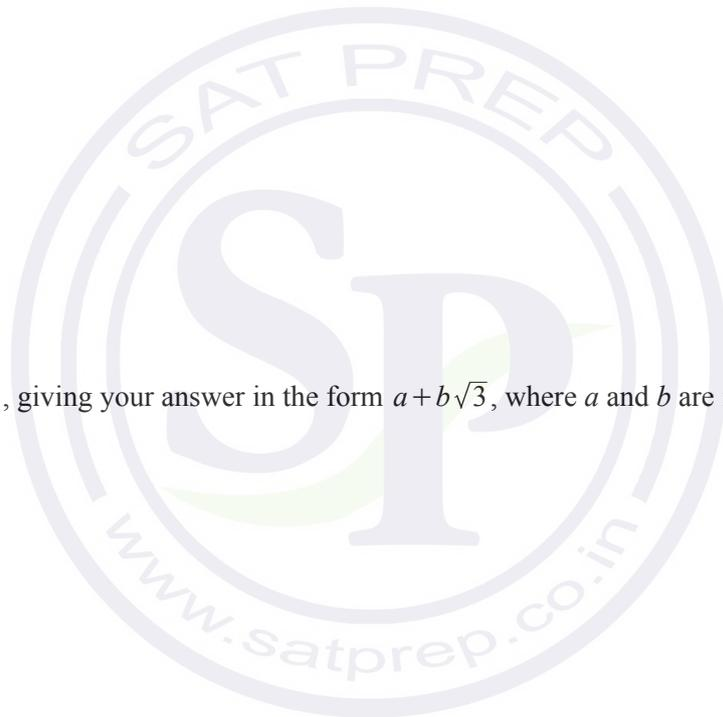 SAT PREP
SP
, giving your answer in the form a+b√3, where a and b are
www.satprep.co.in